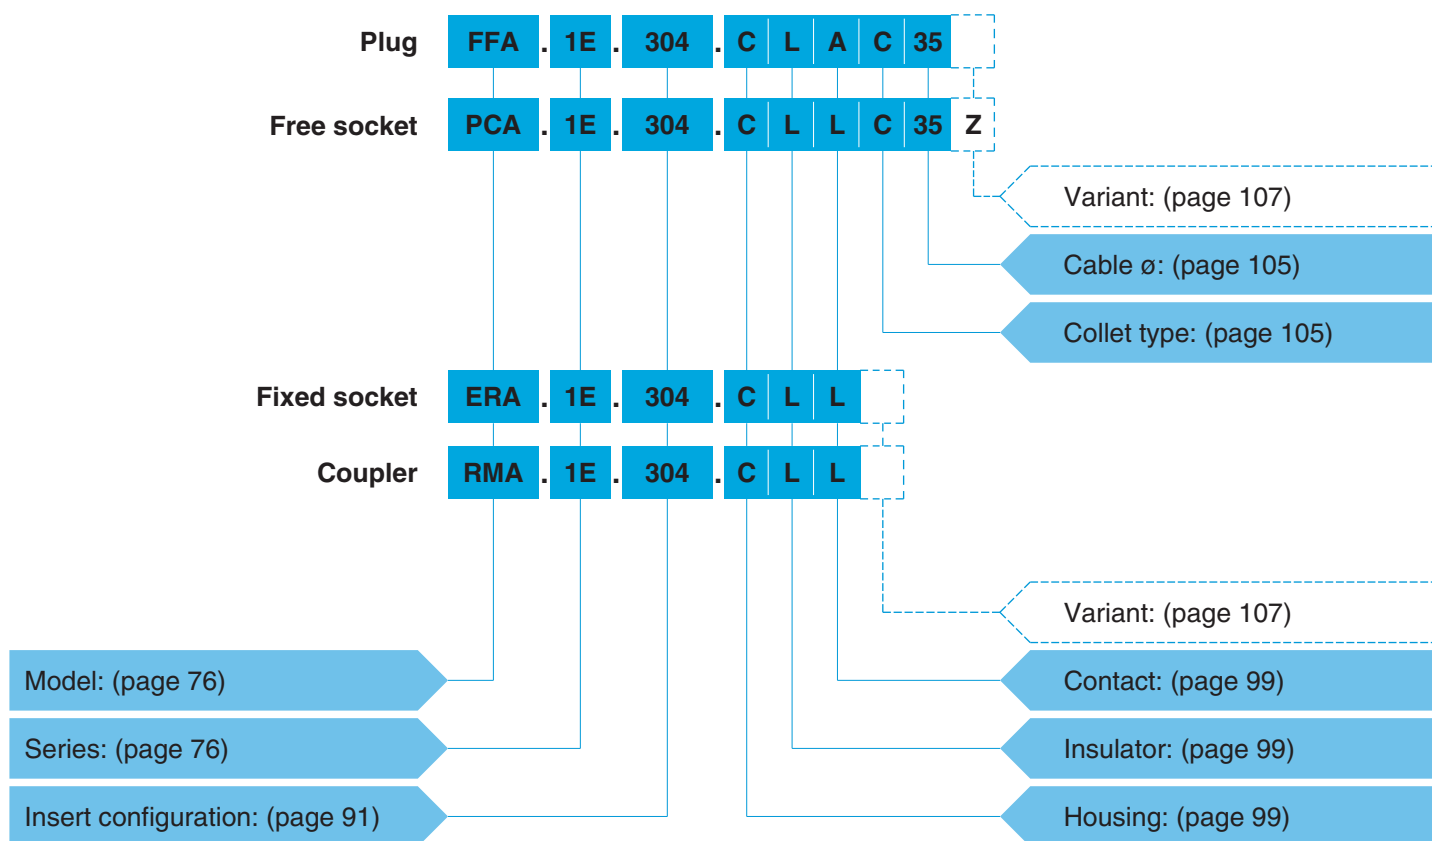 Plug FFA . 1E . 304 . C L A C 35
Free socket PCA . 1E . 304 . C L L C 35 Z
Variant: (page 107)
Cable ø: (page 105)
Collet type: (page 105)
Fixed socket ERA . 1E . 304 . C L L
Coupler RMA . 1E . 304 . C L L
Variant: (page 107)
Model: (page 76)
Contact: (page 99)
Series: (page 76)
Insulator: (page 99)
Insert configuration: (page 91)
Housing: (page 99)